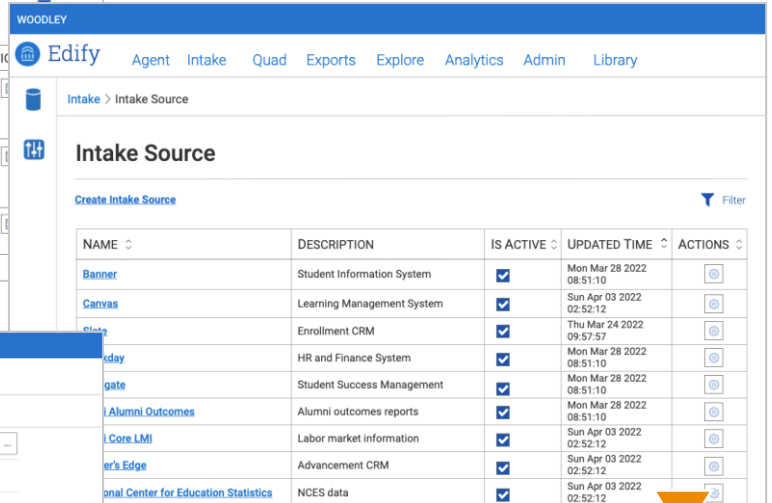 WOODLEY
Edify Agent Intake Quad Exports Explore Analytics Admin Library
Intake > Intake Source
Intake Source
Create Intake Source Filter
NAME DESCRIPTION IS ACTIVE UPDATED TIME ACTIONS
Banner Student Information System Mon Mar 28 2022
08:51:10
Canvas Learning Management System Sun Apr 03 2022
02:52:12
Enrollment CRM Thu Mar 24 2022
09:57:57
kday HR and Finance System Mon Mar 28 2022
08:51:10
gate Student Success Management Mon Mar 28 2022
08:51:10
i Alumni Outcomes Alumni outcomes reports Mon Mar 28 2022
08:51:10
i Core LMI Labor market information Sun Apr 03 2022
02:52:12
er's Edge Advancement CRM Sun Apr 03 2022
02:52:12
onal Center for Education Statistics NCES data Sun Apr 03 2022
02:52:12
...